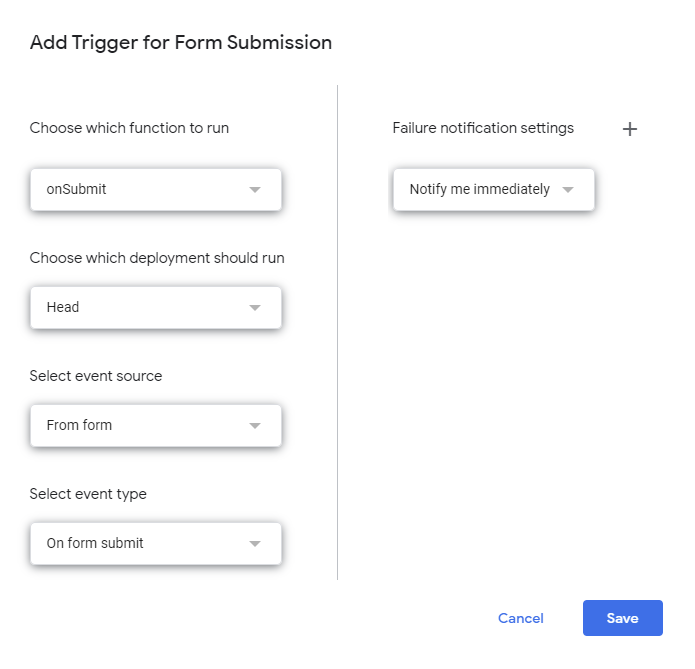 Add Trigger for Form Submission
Choose which function to run
onSubmit
Choose which deployment should run
Head
Select event source
From form
Select event type
On form submit
Failure notification settings
Notify me immediately
Cancel
Save